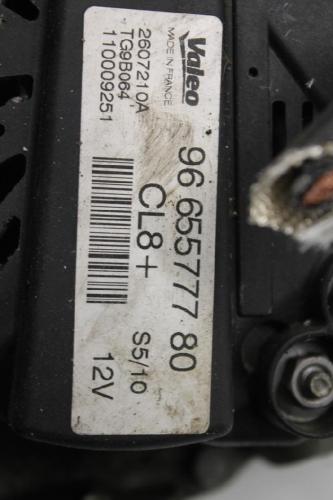 Valeo
MADE IN FRANCE
2607210A
TG9B064
110009251
96 655777 80
CL8+
S5/10
12V